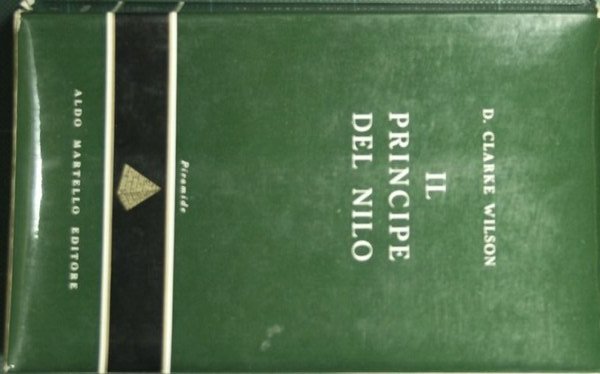 D. CLARKE WILSON
IL
PRINCIPE
DEL NILO
Piramide
ALDO MARTELLO EDITORE